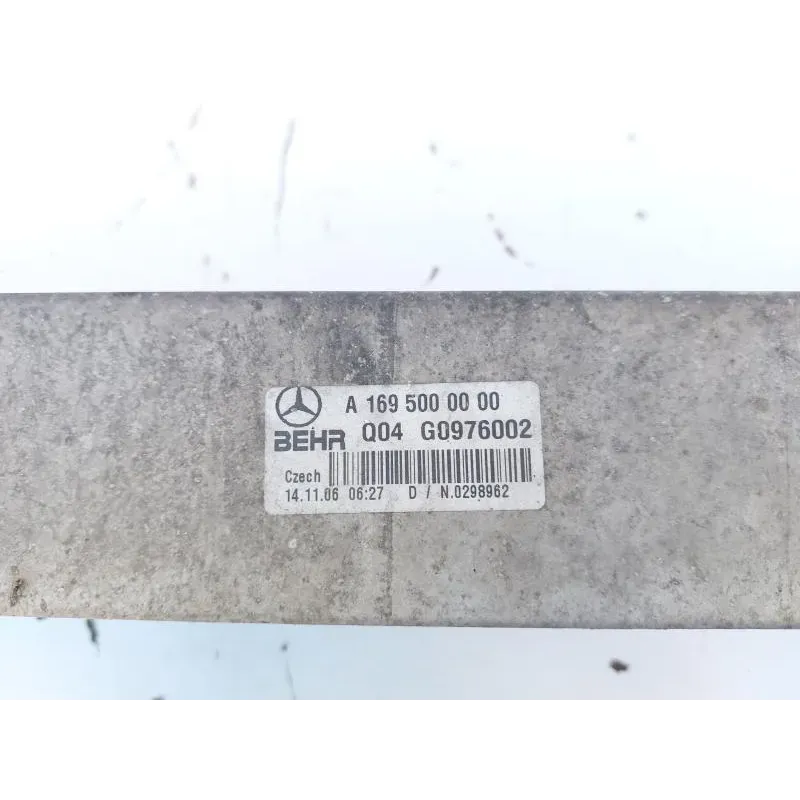 A 169 500 00 00
BEHR Q04 G0976002
Czech
14.11.06 06:27 D / N.0298962